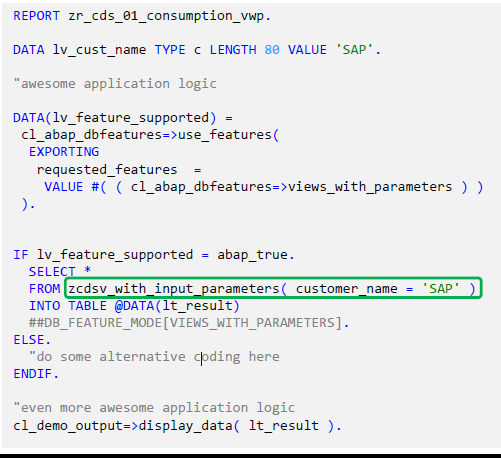 REPORT zr_cds_01_consumption_vwp.
DATA lv_cust_name TYPE c LENGTH 80 VALUE 'SAP'.
"awesome application logic
DATA(lv_feature_supported) =
cl_abap_dbfeatures=>use_features(
EXPORTING
requested_features =
VALUE #( ( cl_abap_dbfeatures=>views_with_parameters ) )
).
IF lv_feature_supported = abap_true.
SELECT *
FROM zcdsv_with_input_parameters( customer_name = 'SAP' )
INTO TABLE @DATA(lt_result)
##DB_FEATURE_MODE[VIEWS_WITH_PARAMETERS].
ELSE.
"do some alternative coding here
ENDIF.
"even more awesome application logic
cl_demo_output=>display_data( lt_result ).